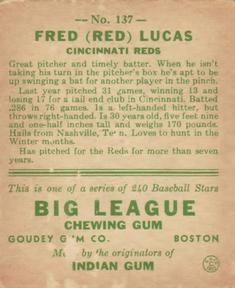 — No. 137 —
FRED (RED) LUCAS
CINCINNATI REDS
Great pitcher and timely batter. When he isn't
taking his turn in the pitcher's box he's apt to be
up swinging a bat for another player in the pinch.
Last year pitched 31 games, winning 13 and
losing 17 for a tail end club in Cincinnati. Batted
.286 in 76 games. Is a left-handed hitter, but
throws right-handed. Is 30 years old, five feet nine
and one-half inches tall and weighs 170 pounds.
Hails from Nashville, Te n. Loves to hunt in the
Winter months.
Has pitched for the Reds for more than seven
years.
This is one of a series of 240 Baseball Stars
BIG LEAGUE
CHEWING GUM
GOUDEY G M CO. BOSTON
by the originators of
INDIAN GUM